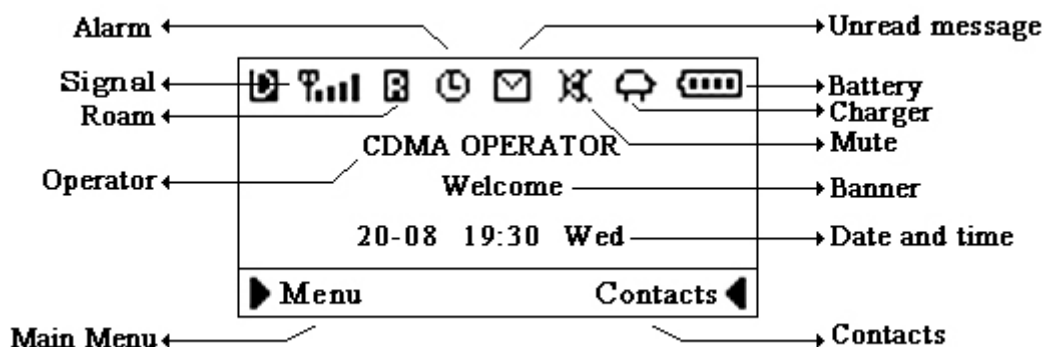 Alarm
Unread message
Signal
Battery
Roam
Charger
CDMA OPERATOR
Mute
Operator
Welcome
Banner
20-08 19:30 Wed
Date and time
Menu
Contacts
Main Menu
Contacts